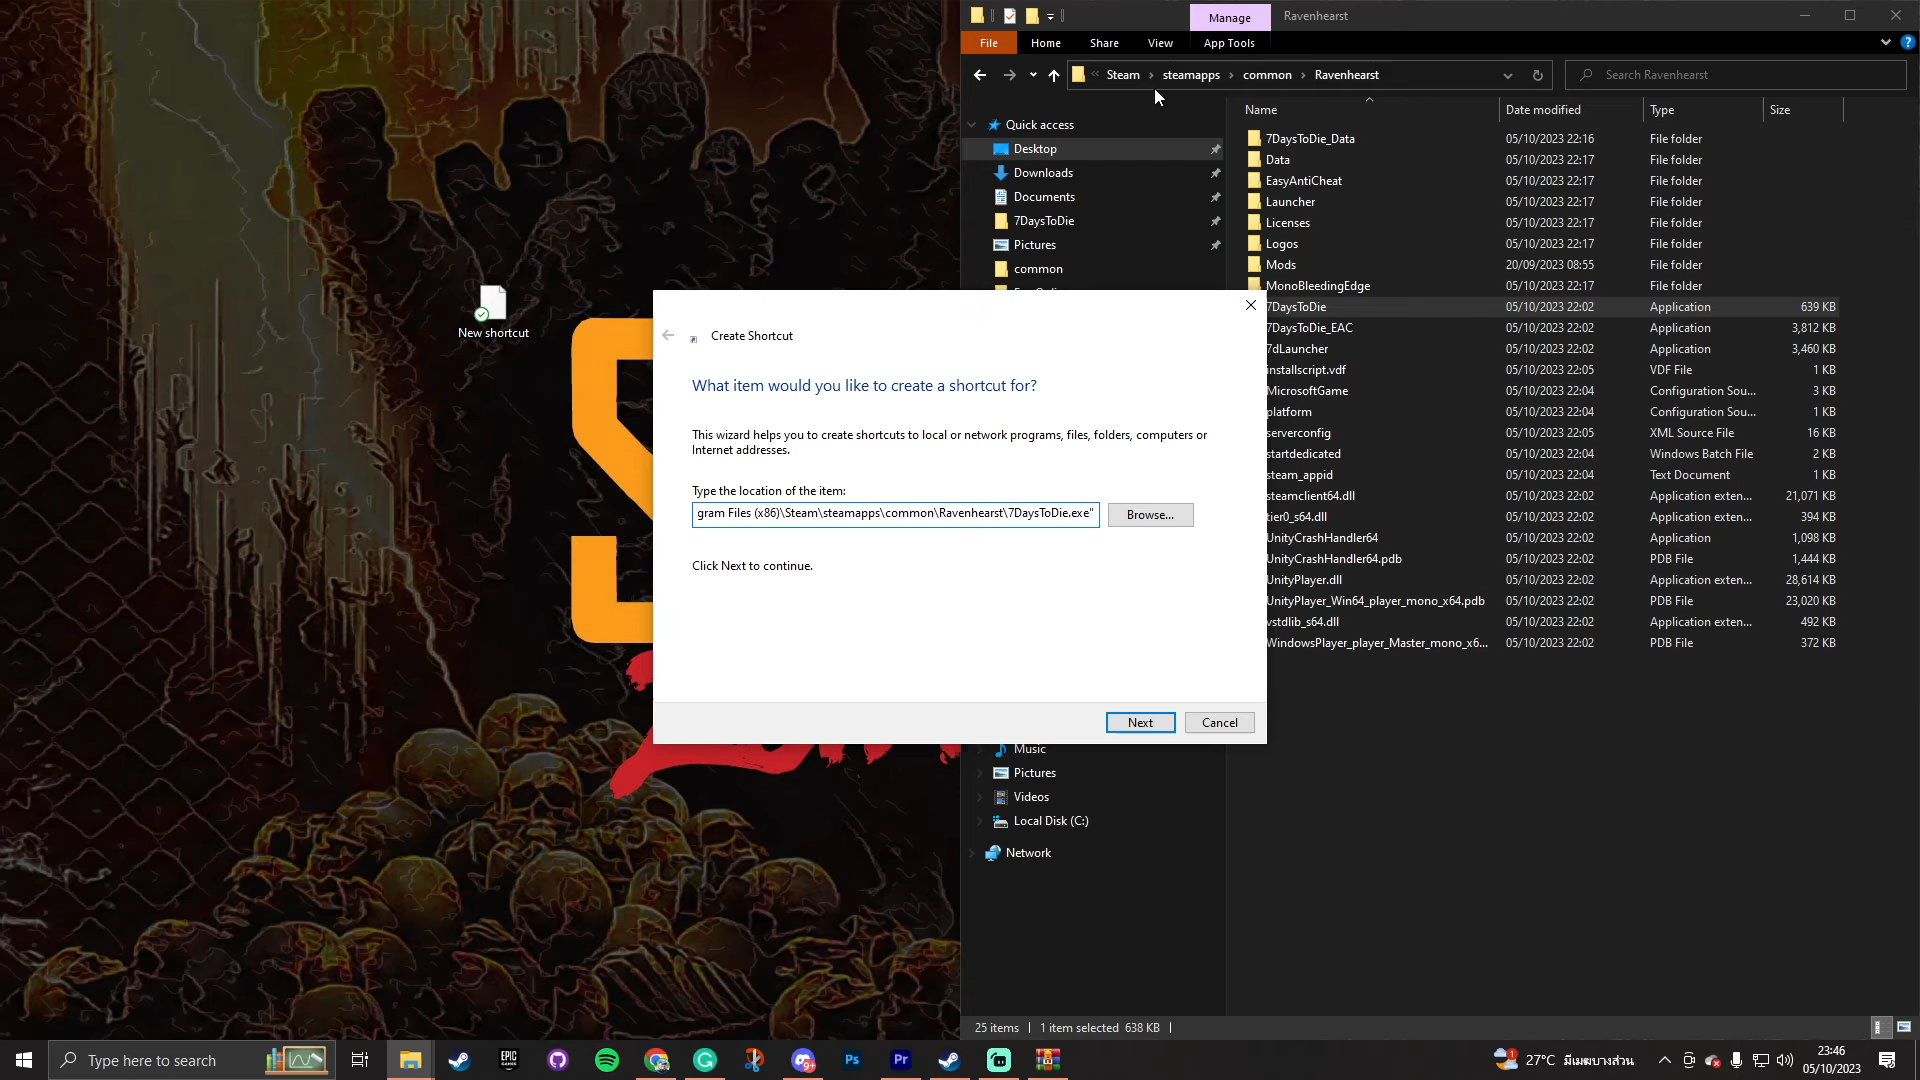 Manage
Ravenhearst
File
Home
Share
View
App Tools
Steam
steamapps
common
Ravenhearst
Search Ravenhearst
Name
Date modified
Type
Size
Quick access
Desktop
Downloads
Documents
7DaysToDie
Pictures
common
7DaysToDie_Data 05/10/2023 22:16 File folder
Data 05/10/2023 22:17 File folder
EasyAntiCheat 05/10/2023 22:17 File folder
Launcher 05/10/2023 22:17 File folder
Licenses 05/10/2023 22:17 File folder
Logos 05/10/2023 22:17 File folder
Mods 20/09/2023 08:55 File folder
MonoBleedingEdge 05/10/2023 22:17 File folder
7DaysToDie 05/10/2023 22:02 Application 639 KB
7DaysToDie_EAC 05/10/2023 22:02 Application 3,812 KB
7dLauncher 05/10/2023 22:02 Application 3,460 KB
installscript.vdf 05/10/2023 22:05 VDF File 1 KB
MicrosoftGame 05/10/2023 22:04 Configuration Sou... 3 KB
platform 05/10/2023 22:04 Configuration Sou... 1 KB
serverconfig 05/10/2023 22:05 XML Source File 16 KB
startdedicated 05/10/2023 22:04 Windows Batch File 2 KB
steam_appid 05/10/2023 22:04 Text Document 1 KB
steamclient64.dll 05/10/2023 22:02 Application exten... 21,071 KB
tier0_s64.dll 05/10/2023 22:02 Application exten... 394 KB
UnityCrashHandler64 05/10/2023 22:02 Application 1,098 KB
UnityCrashHandler64.pdb 05/10/2023 22:02 PDB File 1,444 KB
UnityPlayer.dll 05/10/2023 22:02 Application exten... 28,614 KB
UnityPlayer_Win64_player_mono_x64.pdb 05/10/2023 22:02 PDB File 23,020 KB
vstdlib_s64.dll 05/10/2023 22:02 Application exten... 492 KB
WindowsPlayer_player_Master_mono_x6... 05/10/2023 22:02 PDB File 372 KB
New shortcut
Create Shortcut
What item would you like to create a shortcut for?
This wizard helps you to create shortcuts to local or network programs, files, folders, computers or
Internet addresses.
Type the location of the item:
gram Files (x86)\Steam\steamapps\common\Ravenhearst\7DaysToDie.exe"
Browse...
Click Next to continue.
Next
Cancel
Music
Pictures
Videos
Local Disk (C:)
Network
25 items
1 item selected 638 KB
Type here to search
EPIC
GAMES
9+
Ps
Pr
1
27°C มีเมฆบางส่วน
23:46
05/10/2023